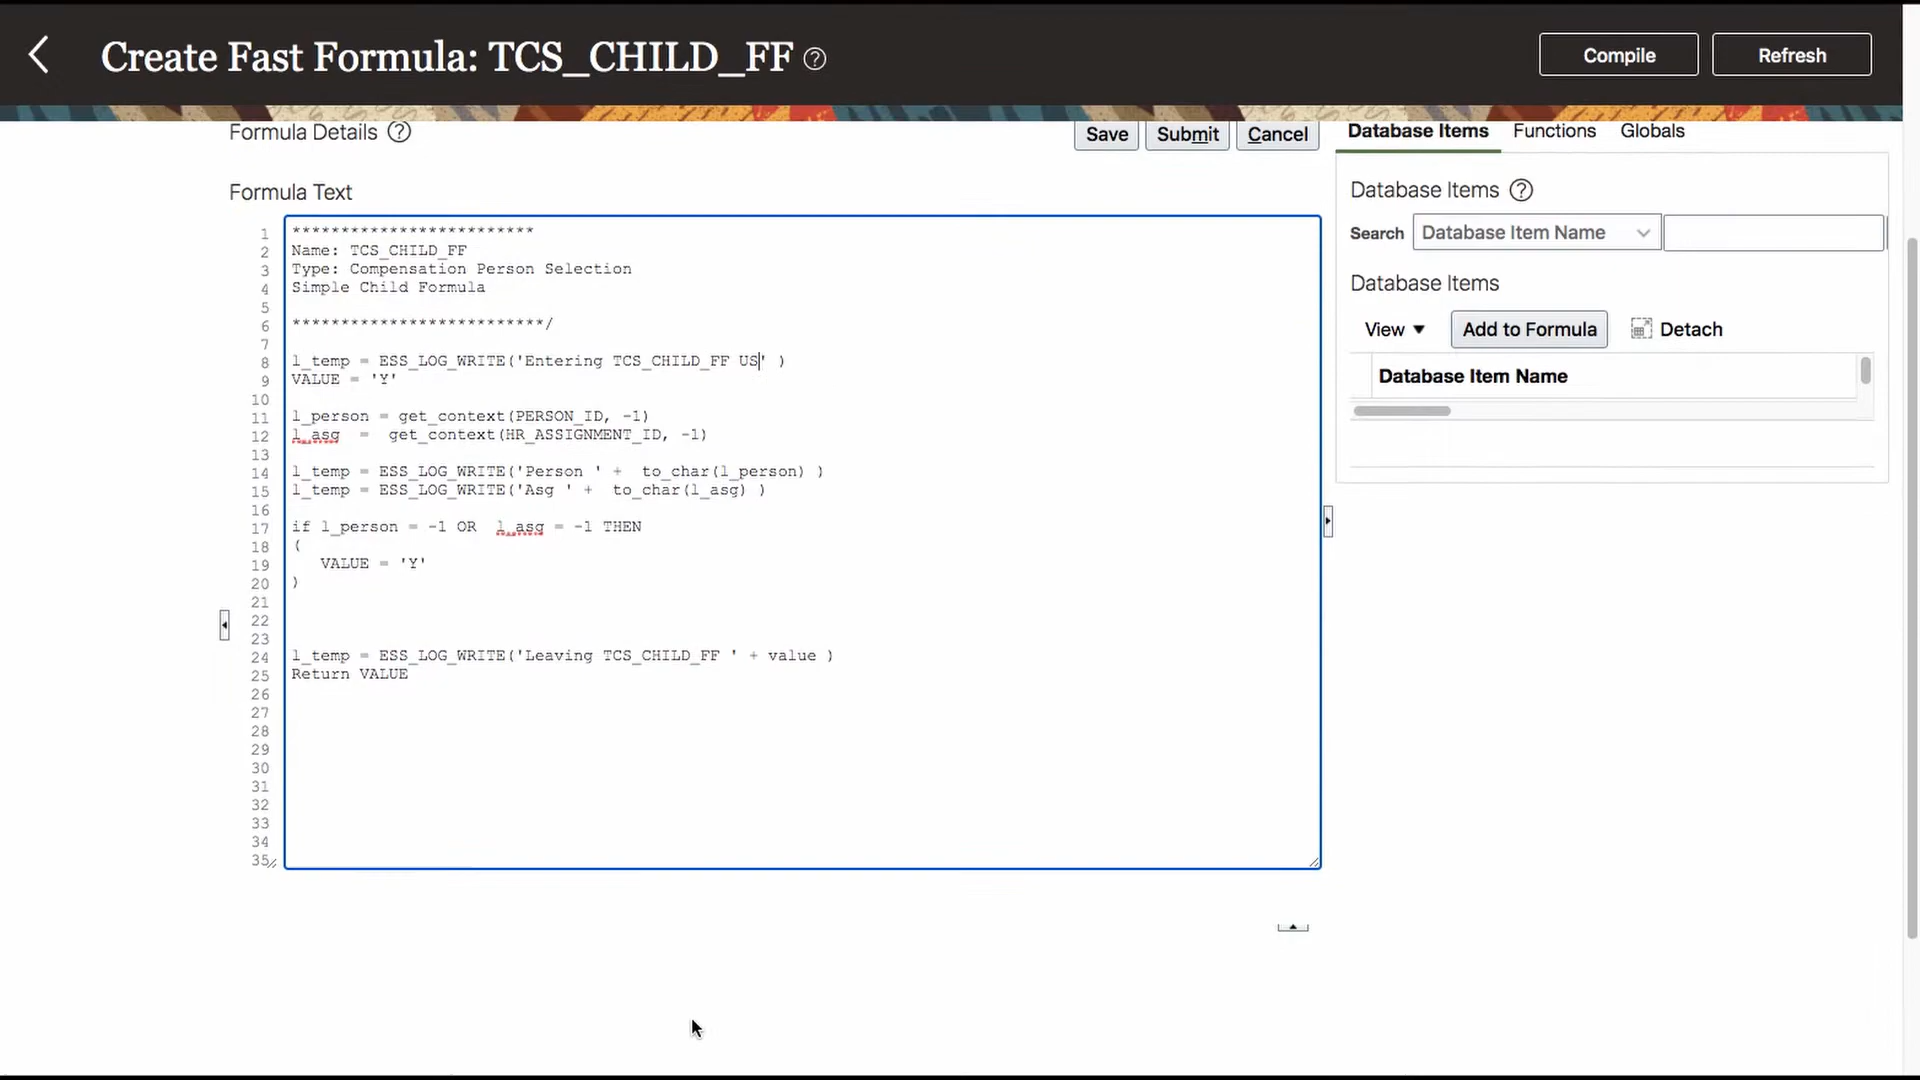 Create Fast Formula: TCS_CHILD_FF ?
Compile
Refresh
Formula Details ?
Save
Submit
Cancel
Database Items
Functions
Globals
Formula Text
Database Items ?
Search
Database Item Name
Database Items
View
Add to Formula
Detach
Database Item Name
1 *************************
2 Name: TCS_CHILD_FF
3 Type: Compensation Person Selection
4 Simple Child Formula
5
6 **************************/
7
8 l_temp = ESS_LOG_WRITE('Entering TCS_CHILD_FF US' )
9 VALUE = 'Y'
10
11 l_person = get_context(PERSON_ID, -1)
12 l_asg  =  get_context(HR_ASSIGNMENT_ID, -1)
13
14 l_temp = ESS_LOG_WRITE('Person ' +  to_char(l_person) )
15 l_temp = ESS_LOG_WRITE('Asg ' +  to_char(l_asg) )
16
17 if l_person = -1 OR  l_asg = -1 THEN
18 (
19    VALUE = 'Y'
20 )
21
22
23
24 l_temp = ESS_LOG_WRITE('Leaving TCS_CHILD_FF ' + value )
25 Return VALUE
26
27
28
29
30
31
32
33
34
35